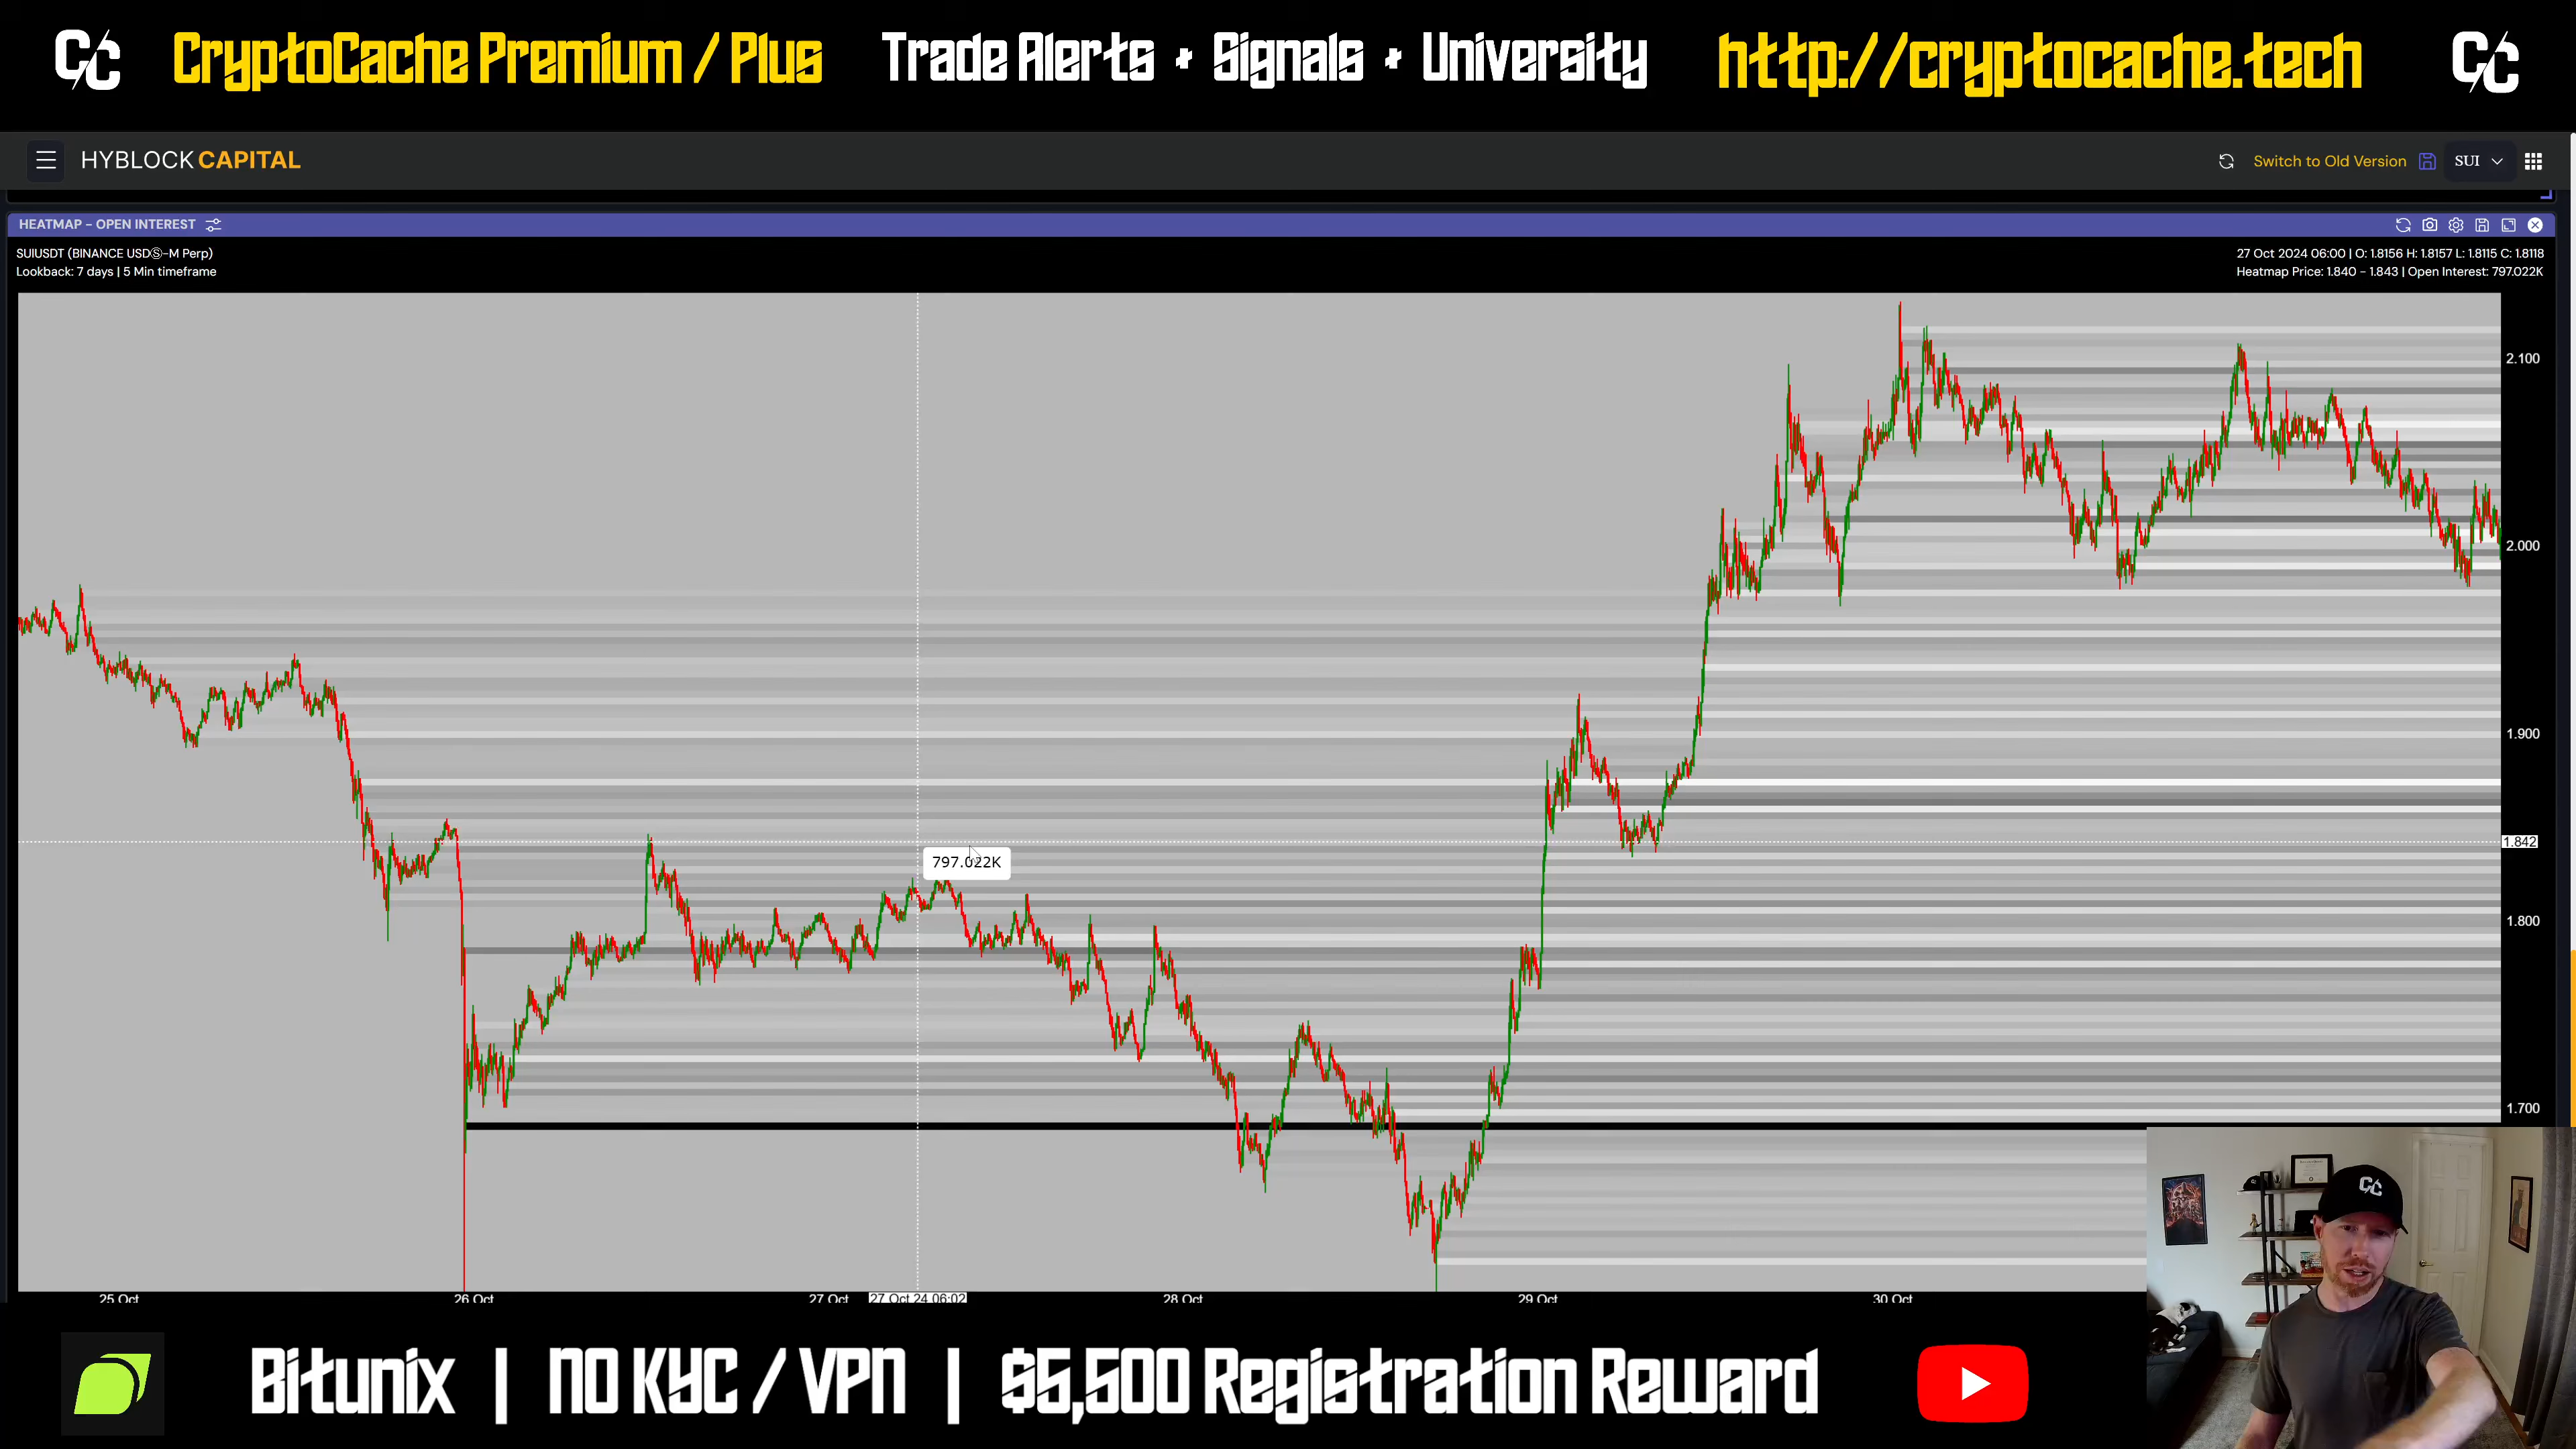 CC CryptoCache Premium / Plus Trade Alerts + Signals + University http://cryptocache.tech CC
HYBLOCK CAPITAL
Switch to Old Version SUI
HEATMAP - OPEN INTEREST
SUIUSDT (BINANCE USDⓈ-M Perp)
27 Oct 2024 06:00 | O: 1.8156 H: 1.8157 L: 1.8115 C: 1.8118
Lookback: 7 days | 5 Min timeframe
Heatmap Price: 1.840 - 1.843 | Open Interest: 797.022K
2.100
2.000
1.900
1.842
797.022K
1.800
1.700
25 Oct 26 Oct 27 Oct 27 Oct 24 06:02 28 Oct 29 Oct 30 Oct
CC
Bitunix | NO KYC / VPN | $5,500 Registration Reward